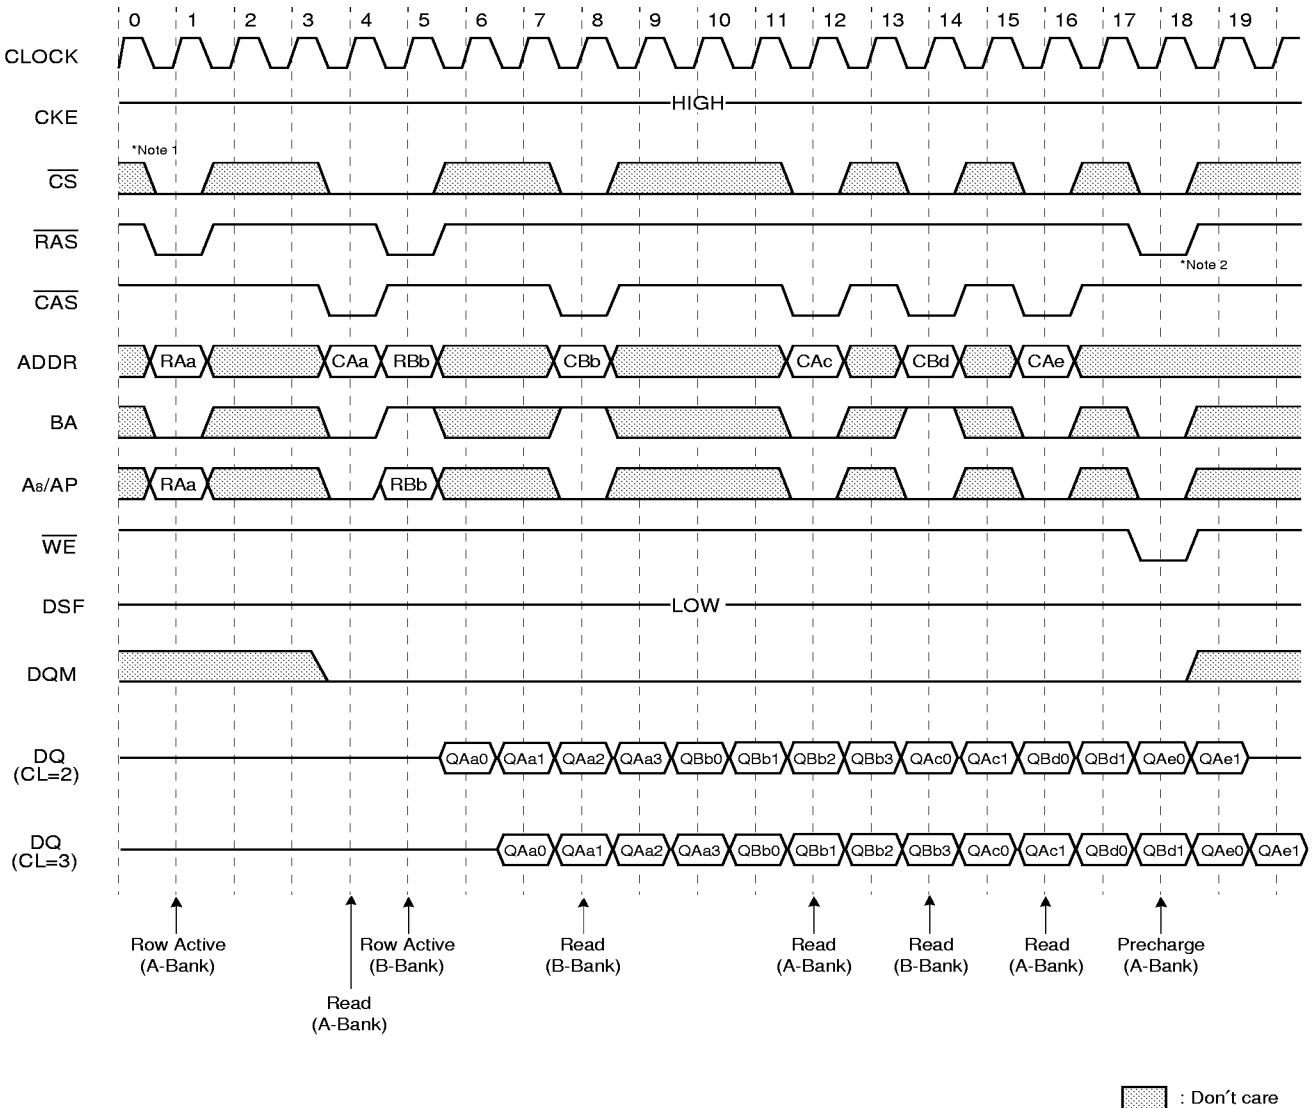 0 1 2 3 4 5 6 7 8 9 10 11 12 13 14 15 16 17 18 19
CLOCK
CKE HIGH
*Note 1
CS
RAS
*Note 2
CAS
ADDR RAa CAa RBb CBb CAc CBd CAe
BA
A8/AP RAa RBb
WE
DSF LOW
DQM
DQ
(CL=2)
QAa0 QAa1 QAa2 QAa3 QBb0 QBb1 QBb2 QBb3 QAc0 QAc1 QBd0 QBd1 QAe0 QAe1
DQ
(CL=3)
QAa0 QAa1 QAa2 QAa3 QBb0 QBb1 QBb2 QBb3 QAc0 QAc1 QBd0 QBd1 QAe0 QAe1
Row Active
(A-Bank)
Read
(A-Bank)
Row Active
(B-Bank)
Read
(B-Bank)
Read
(A-Bank)
Read
(B-Bank)
Read
(A-Bank)
Precharge
(A-Bank)
: Don′t care